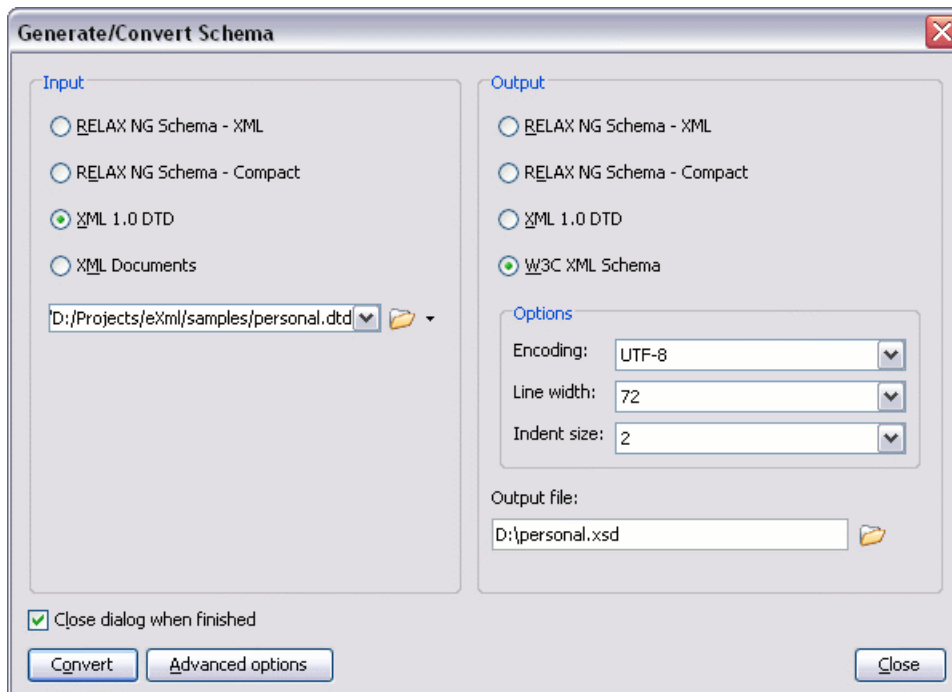 Generate/Convert Schema
Input
RELAX NG Schema - XML
RELAX NG Schema - Compact
XML 1.0 DTD
XML Documents
'D:/Projects/eXml/samples/personal.dtd
Output
RELAX NG Schema - XML
RELAX NG Schema - Compact
XML 1.0 DTD
W3C XML Schema
Options
Encoding: UTF-8
Line width: 72
Indent size: 2
Output file:
D:\personal.xsd
Close dialog when finished
Convert
Advanced options
Close